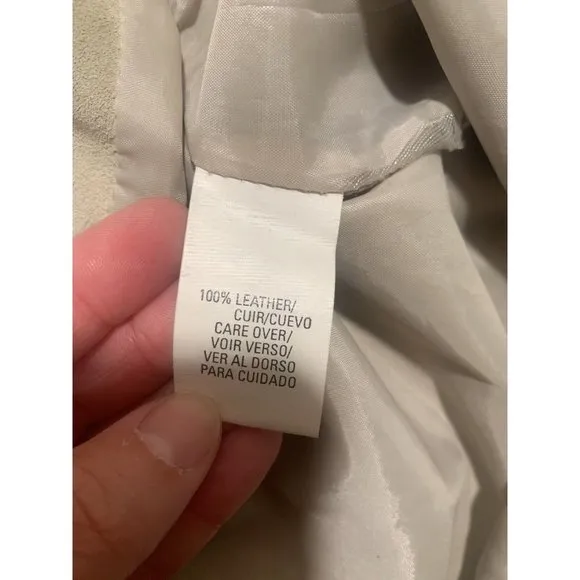 100% LEATHER/
CUIR/CUEVO
CARE OVER/
VOIR VERSO/
VER AL DORSO
PARA CUIDADO